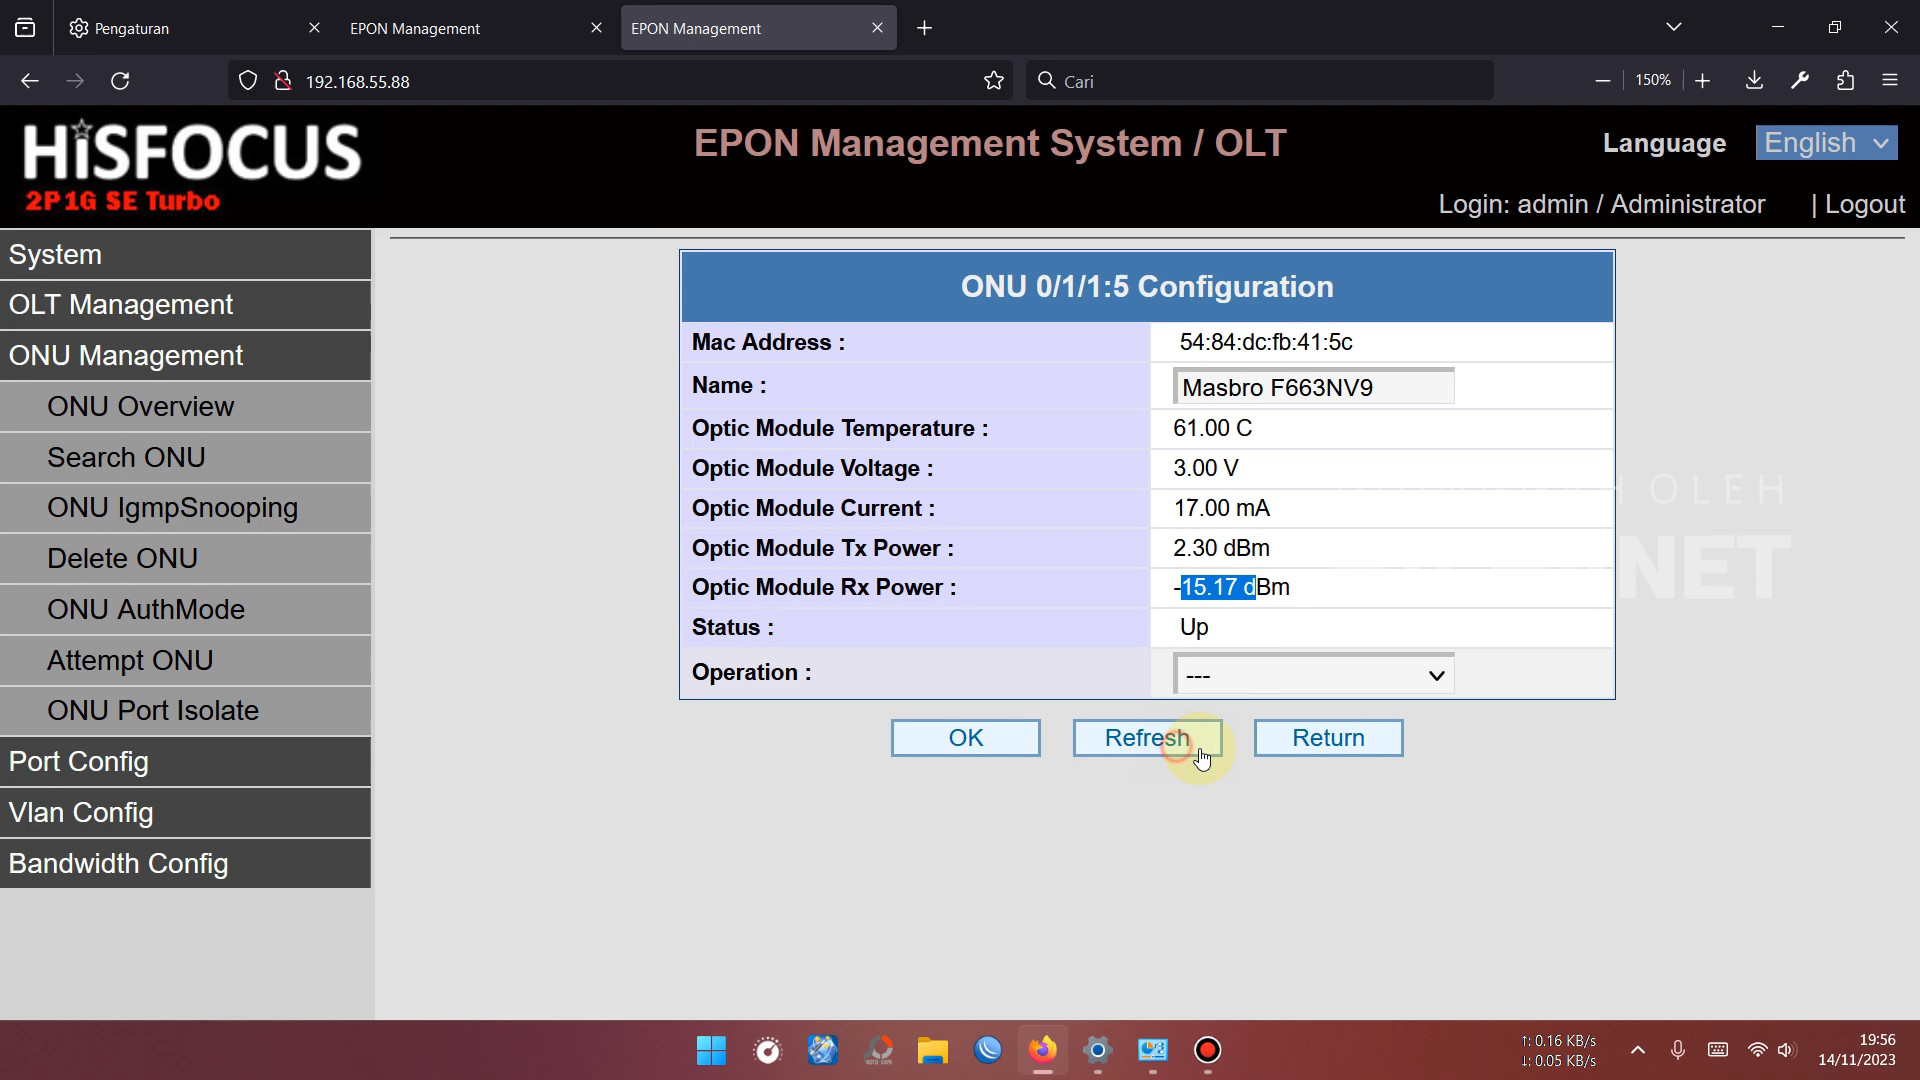 Pengaturan
EPON Management
EPON Management
192.168.55.88
Cari
150%
HiSFOCUS
2P1G SE Turbo
EPON Management System / OLT
Language English
Login: admin / Administrator | Logout
System
OLT Management
ONU Management
ONU Overview
Search ONU
ONU IgmpSnooping
Delete ONU
ONU AuthMode
Attempt ONU
ONU Port Isolate
Port Config
Vlan Config
Bandwidth Config
ONU 0/1/1:5 Configuration
Mac Address : 54:84:dc:fb:41:5c
Name : Masbro F663NV9
Optic Module Temperature : 61.00 C
Optic Module Voltage : 3.00 V
Optic Module Current : 17.00 mA
Optic Module Tx Power : 2.30 dBm
Optic Module Rx Power : -15.17 dBm
Status : Up
Operation : ---
OK Refresh Return
OLEH
NET
↑: 0.16 KB/s
↓: 0.05 KB/s
19:56
14/11/2023